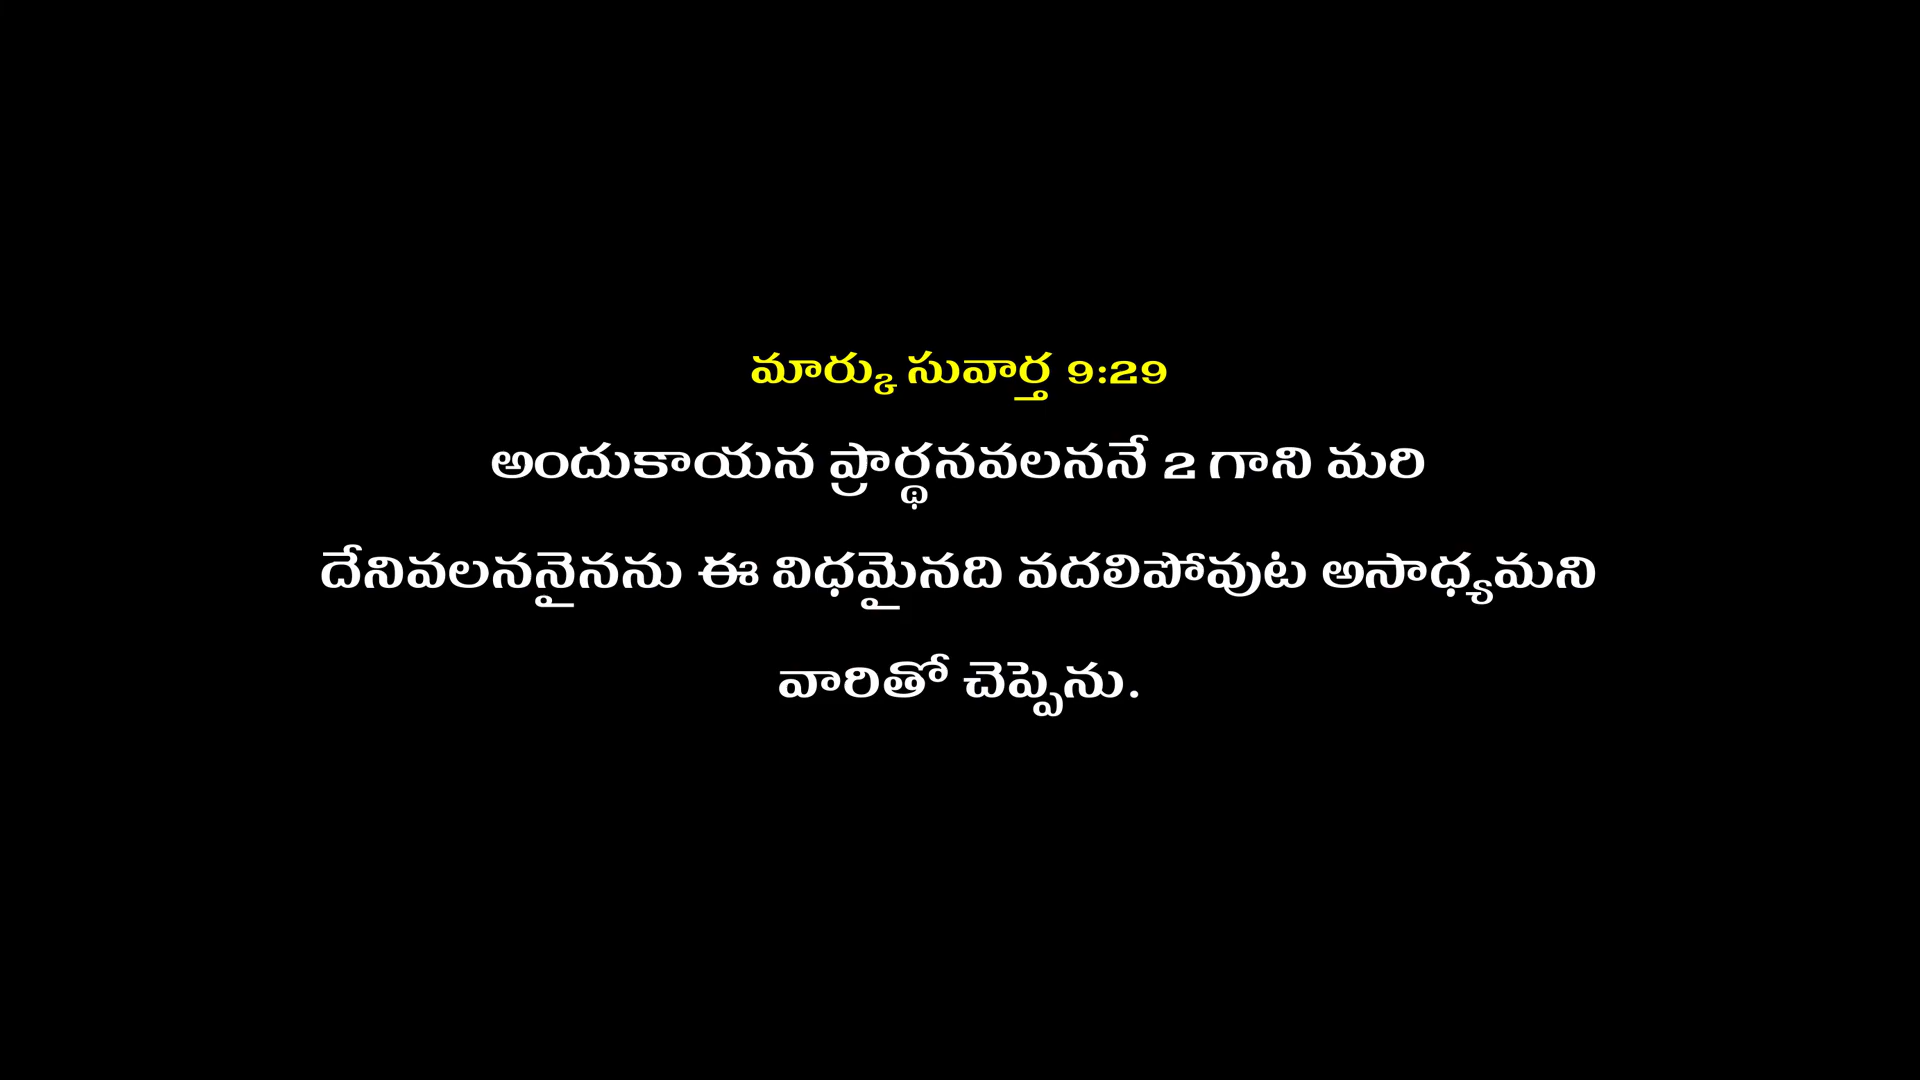 మార్కు సువార్త 9:29
అందుకాయన ప్రార్థనవలననే 2 గాని మరి
దేనివలననైనను ఈ విధమైనది వదలిపోవుట అసాధ్యమని
వారితో చెప్పెను.